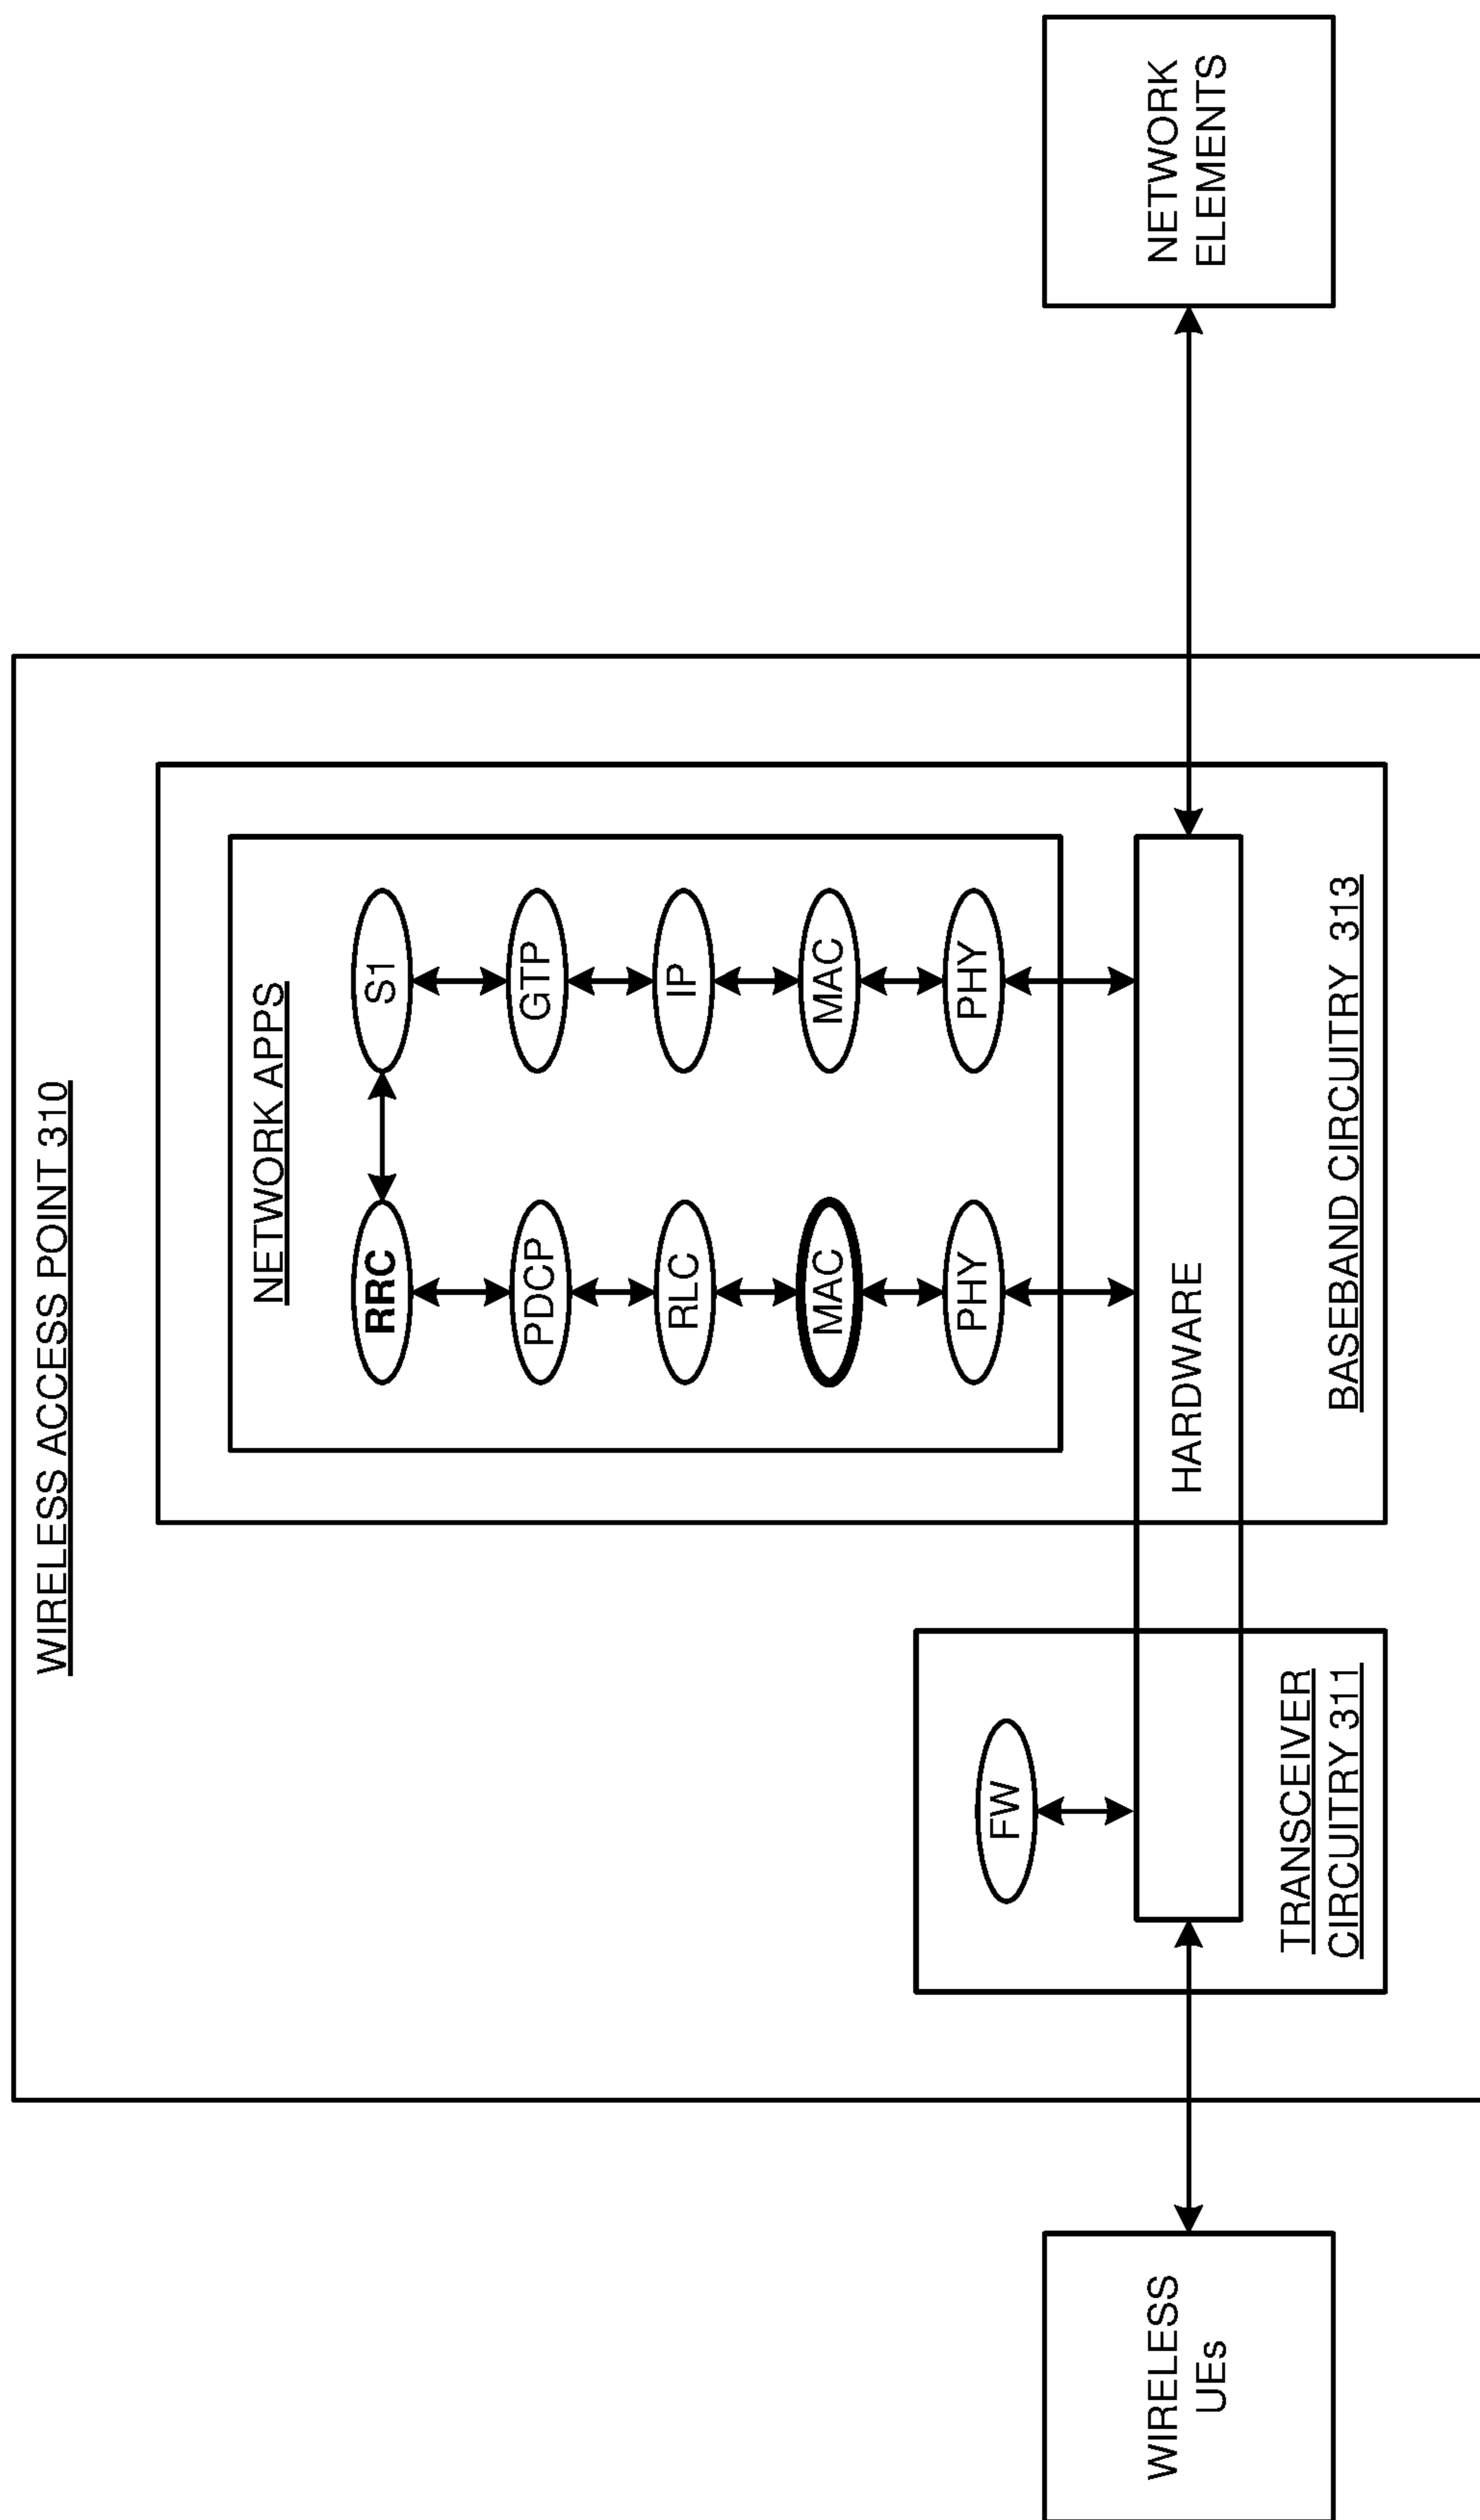 WIRELESS ACCESS POINT 310
NETWORK APPS
RRC
S1
PDCP
GTP
RLC
IP
MAC
MAC
PHY
PHY
FW
WIRELESS
UEs
HARDWARE
NETWORK
ELEMENTS
TRANSCEIVER
CIRCUITRY 311
BASEBAND CIRCUITRY 313